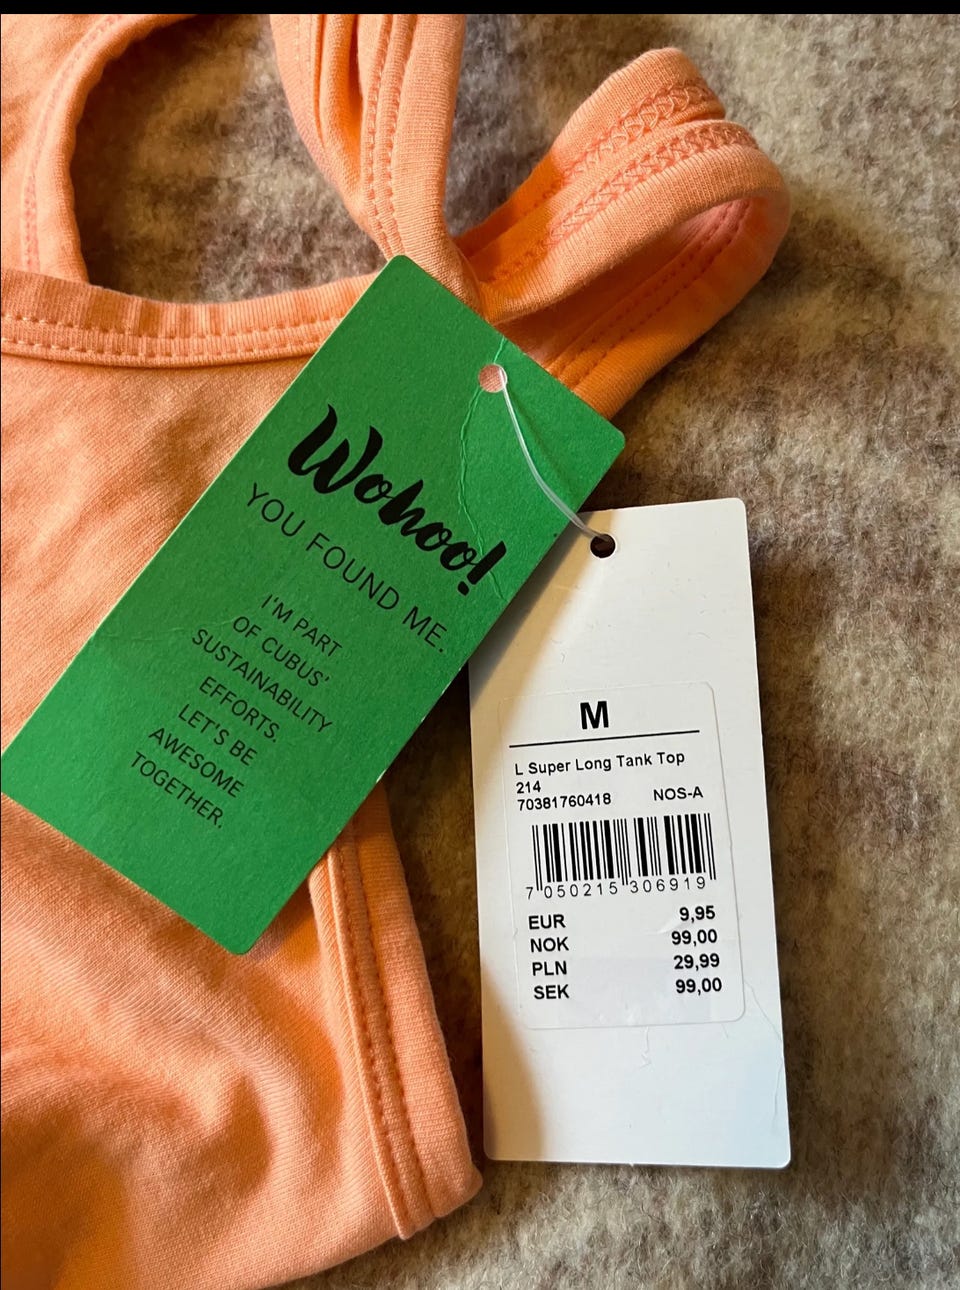 Wohoo!
YOU FOUND ME.
I'M PART
OF CUBUS'
SUSTAINABILITY
EFFORTS.
LET'S BE
AWESOME
TOGETHER.
M
L Super Long Tank Top
214
70381760418 NOS-A
7 050215 306919
EUR 9,95
NOK 99,00
PLN 29,99
SEK 99,00